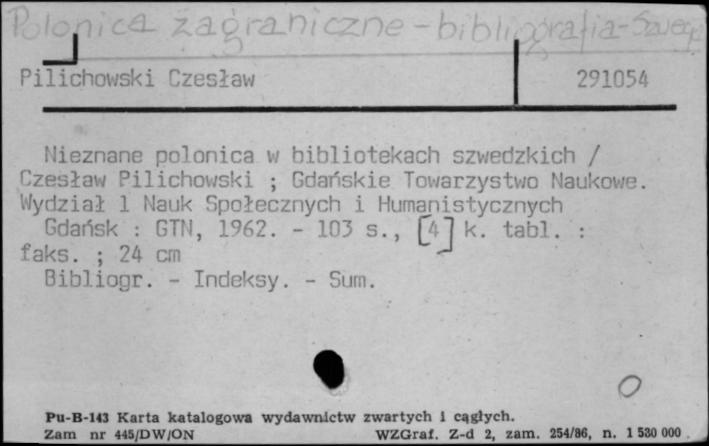 Polonica zagraniczne - bibliografia - Szwecja
Pilichowski Czesław 291054
Nieznane polonica w bibliotekach szwedzkich /
Czesław Pilichowski ; Gdańskie Towarzystwo Naukowe.
Wydział 1 Nauk Społecznych i Humanistycznych
Gdańsk : GTN, 1962. - 103 s., [4] k. tabl. :
faks. ; 24 cm
Bibliogr. - Indeksy. - Sum.
Pu-B-143 Karta katalogowa wydawnictw zwartych i ciągłych.
Zam nr 445/DW/ON WZGraf. Z-d 2, zam. 254/86, n. 1 530 000